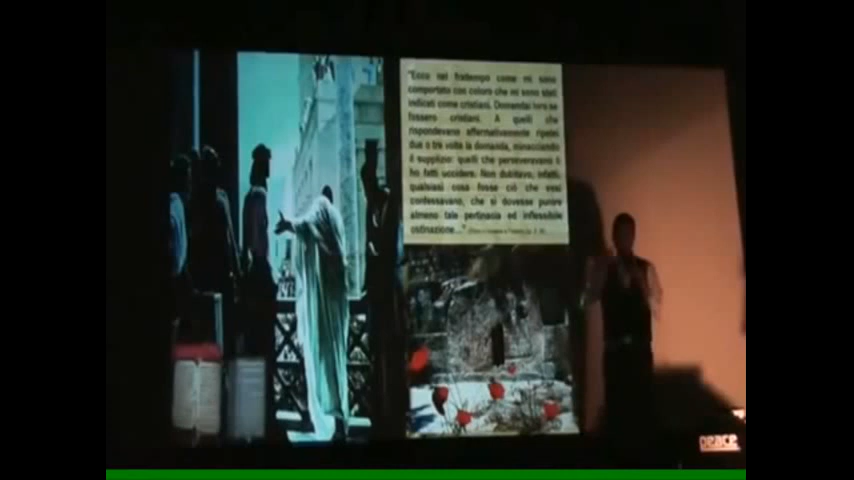 "Ecco nel frattempo come mi sono
comportato con coloro che mi sono stati
indicati come cristiani. Domandai loro se
fossero cristiani. A quelli che
rispondevano affermativamente ripetei
due o tre volte la domanda, minacciando
il supplizio: quelli che perseveravano li
ho fatti uccidere. Non dubitavo, infatti,
qualsiasi cosa fosse ciò che essi
confessavano, che si dovesse punire
almeno tale pertinacia ed inflessibile
ostinazione..."
peace